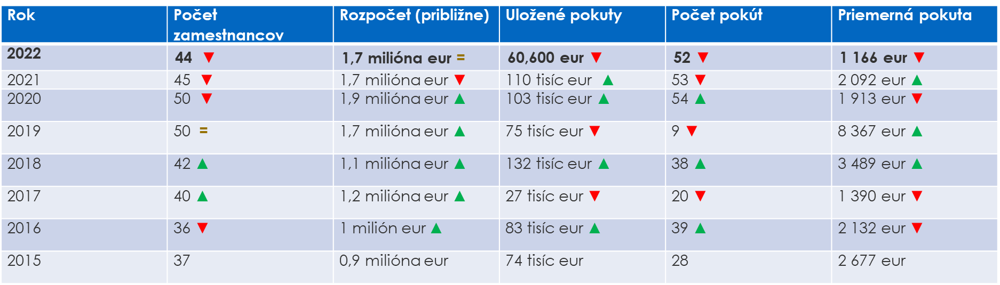 Rok Počet zamestnancov Rozpočet (približne) Uložené pokuty Počet pokút Priemerná pokuta
2022 44 ▼ 1,7 milióna eur = 60,600 eur ▼ 52 ▼ 1 166 eur ▼
2021 45 ▼ 1,7 milióna eur ▼ 110 tisíc eur ▲ 53 ▼ 2 092 eur ▲
2020 50 ▼ 1,9 milióna eur ▲ 103 tisíc eur ▲ 54 ▲ 1 913 eur ▼
2019 50 = 1,7 milióna eur ▲ 75 tisíc eur ▼ 9 ▼ 8 367 eur ▲
2018 42 ▲ 1,1 milióna eur ▲ 132 tisíc eur ▲ 38 ▲ 3 489 eur ▲
2017 40 ▲ 1,2 milióna eur ▲ 27 tisíc eur ▼ 20 ▼ 1 390 eur ▼
2016 36 ▼ 1 milión eur ▲ 83 tisíc eur ▲ 39 ▲ 2 132 eur ▼
2015 37 0,9 milióna eur 74 tisíc eur 28 2 677 eur